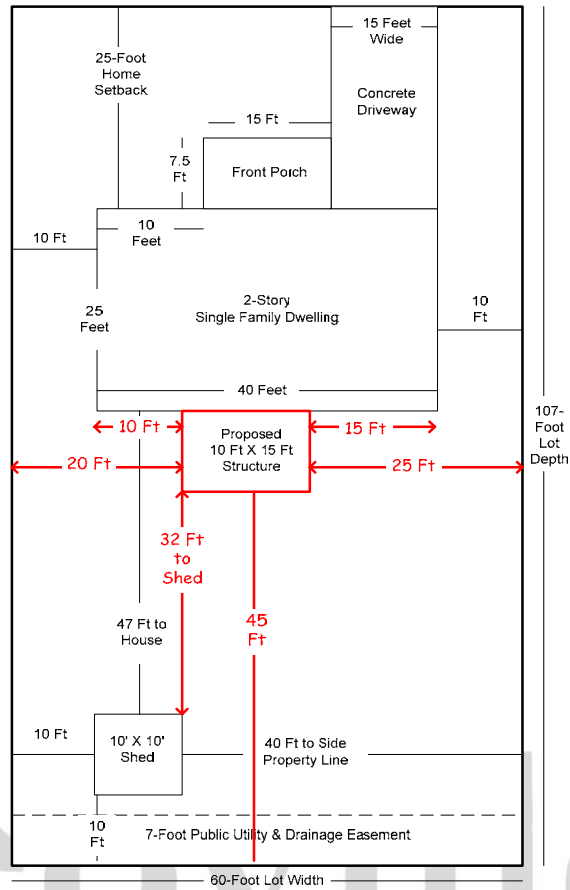 15 Feet
Wide
25-Foot
Home
Setback
Concrete
Driveway
15 Ft
7.5
Ft
Front Porch
10 Ft
10
Feet
2-Story
Single Family Dwelling
25
Feet
10
Ft
40 Feet
107-
Foot
Lot
Depth
10 Ft
Proposed
10 Ft X 15 Ft
Structure
15 Ft
20 Ft
25 Ft
32 Ft
to
Shed
47 Ft to
House
45
Ft
10 Ft
10' X 10'
Shed
40 Ft to Side
Property Line
10
Ft
7-Foot Public Utility & Drainage Easement
60-Foot Lot Width